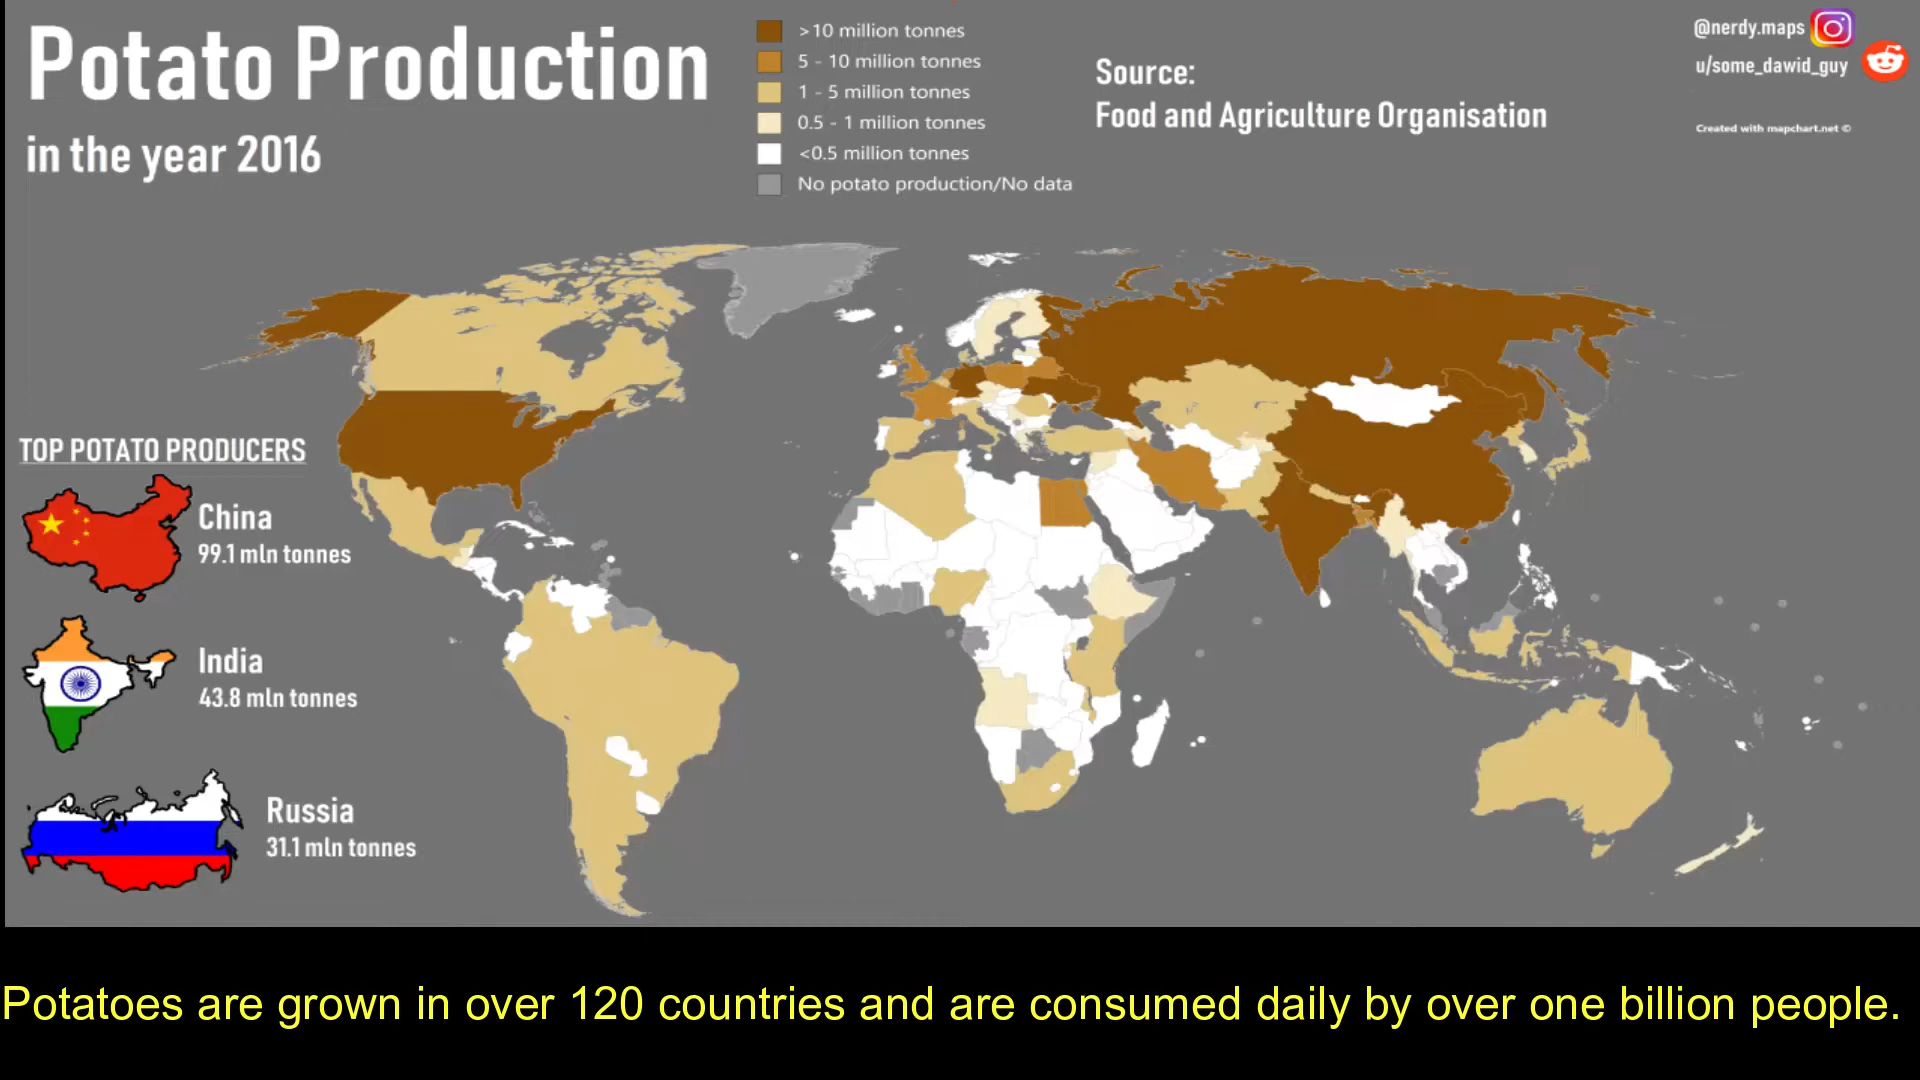 Potato Production
in the year 2016
>10 million tonnes
5 - 10 million tonnes
1 - 5 million tonnes
0.5 - 1 million tonnes
<0.5 million tonnes
No potato production/No data
Source:
Food and Agriculture Organisation
@nerdy.maps
u/some_dawid_guy
Created with mapchart.net ©
TOP POTATO PRODUCERS
China
99.1 mln tonnes
India
43.8 mln tonnes
Russia
31.1 mln tonnes
Potatoes are grown in over 120 countries and are consumed daily by over one billion people.